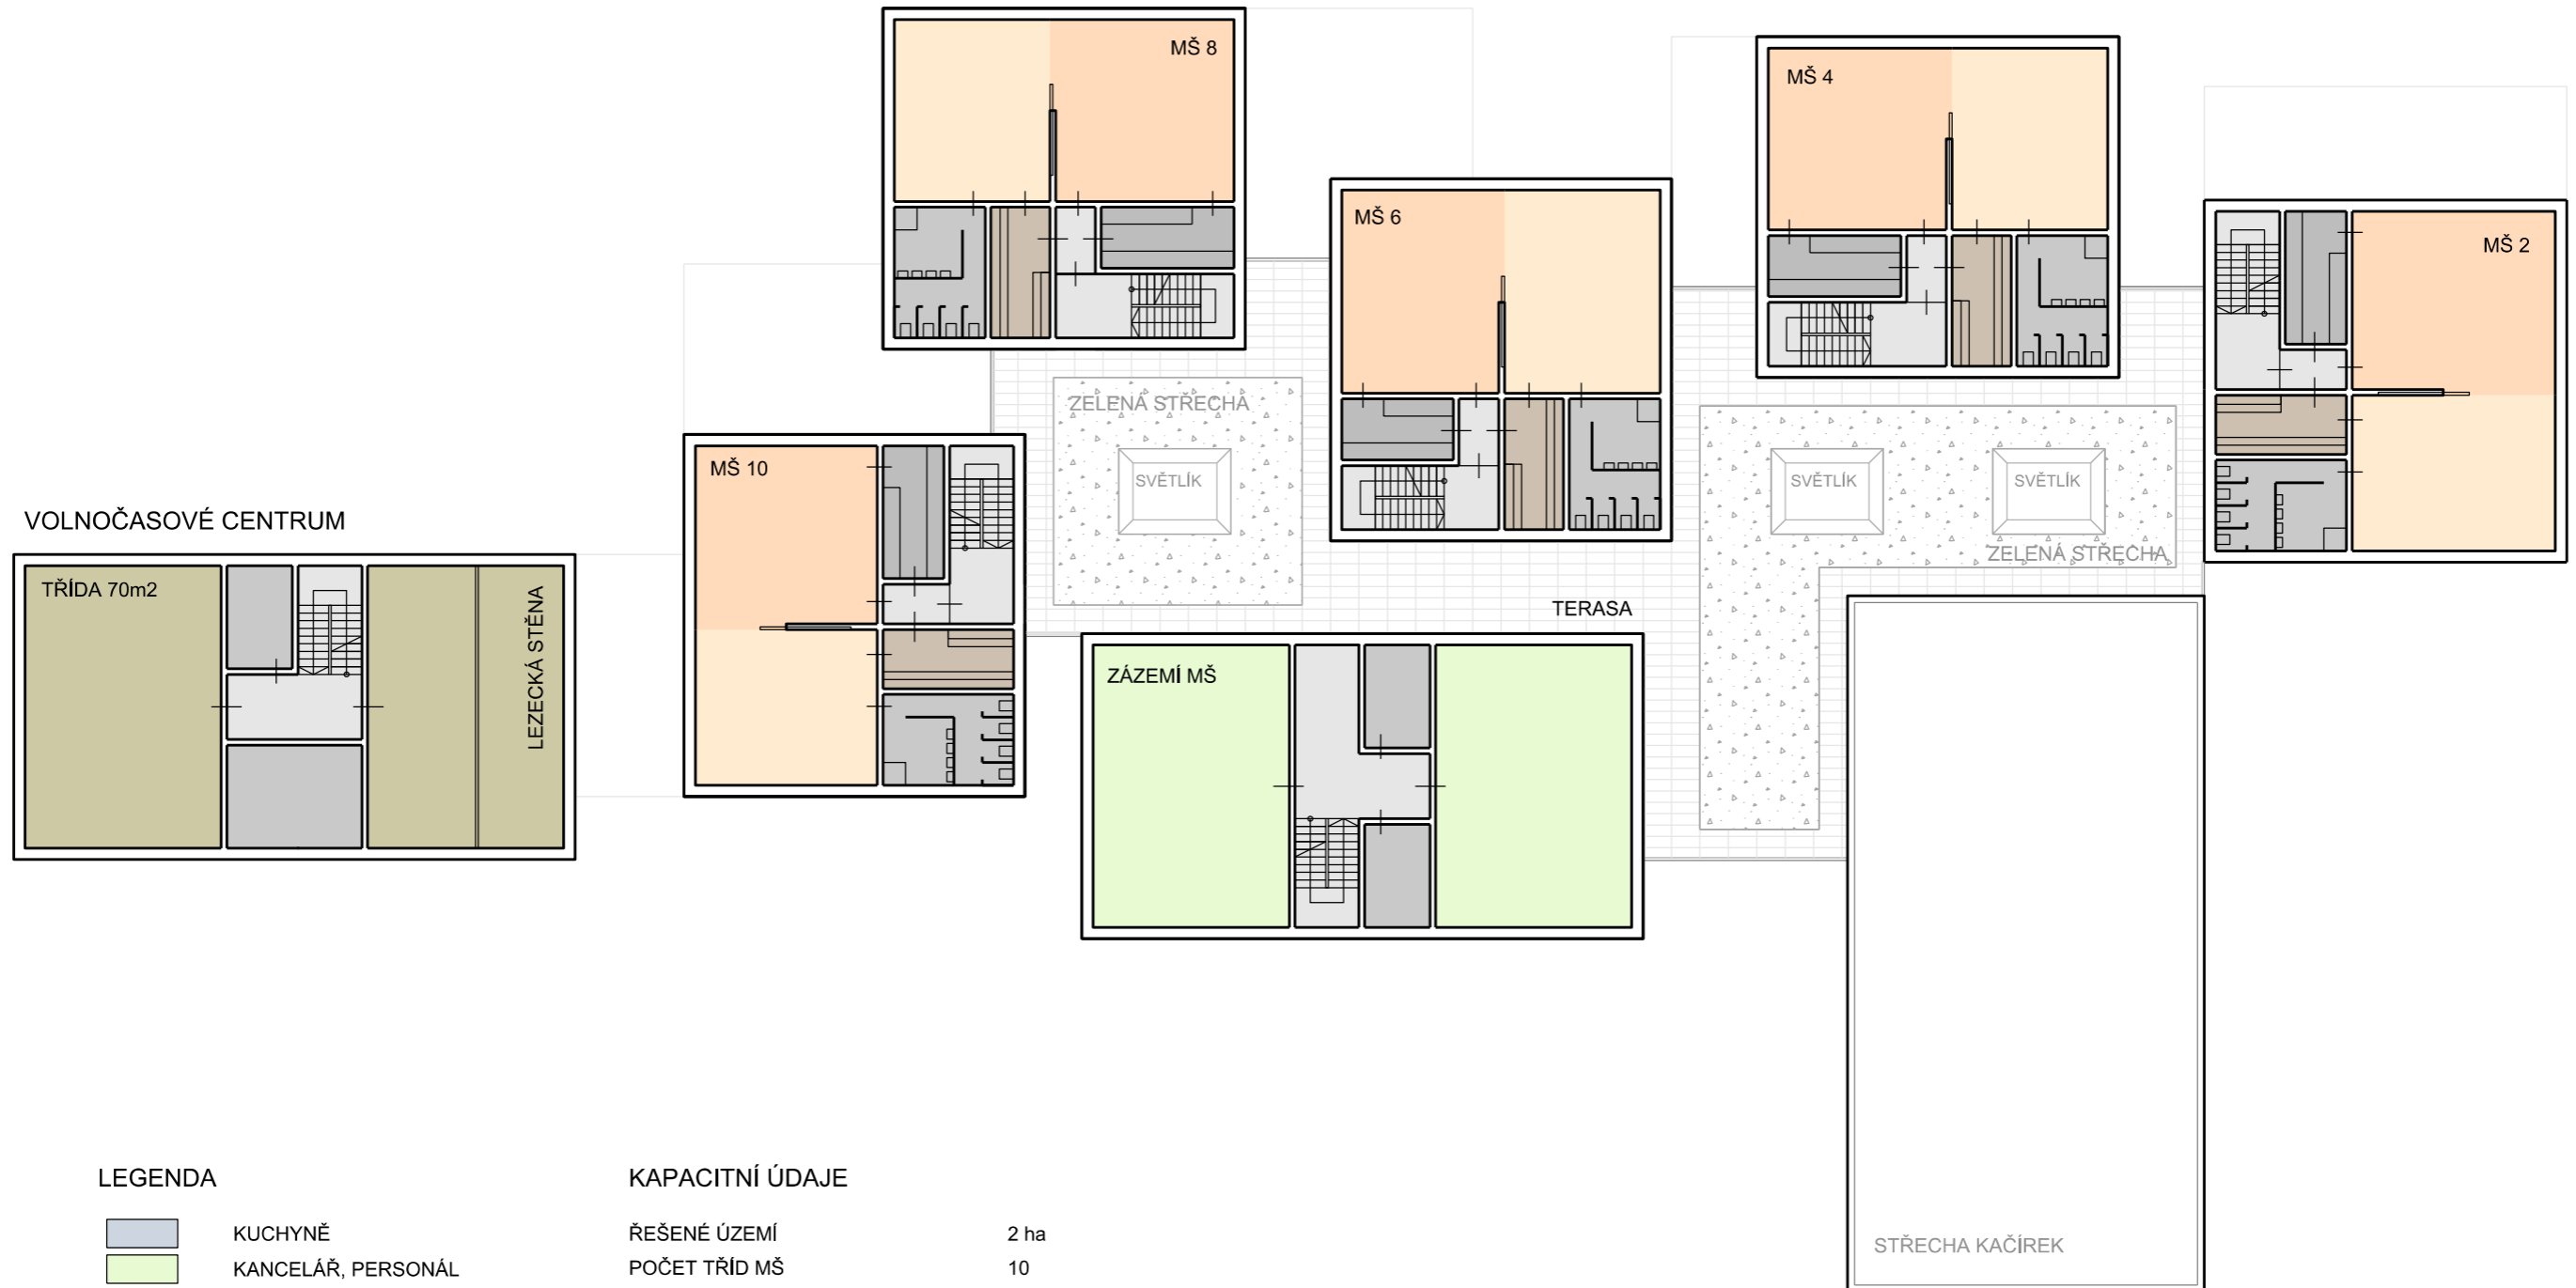 MŠ 8
MŠ 4
MŠ 6
MŠ 2
ZELENÁ STŘECHA
MŠ 10
SVĚTLÍK
SVĚTLÍK
SVĚTLÍK
VOLNOČASOVÉ CENTRUM
ZELENÁ STŘECHA
TŘÍDA 70m2
LEZECKÁ STĚNA
TERASA
ZÁZEMÍ MŠ
LEGENDA
KAPACITNÍ ÚDAJE
KUCHYNĚ
ŘEŠENÉ ÚZEMÍ 2 ha
STŘECHA KAČÍREK
KANCELÁŘ, PERSONÁL
POČET TŘÍD MŠ 10